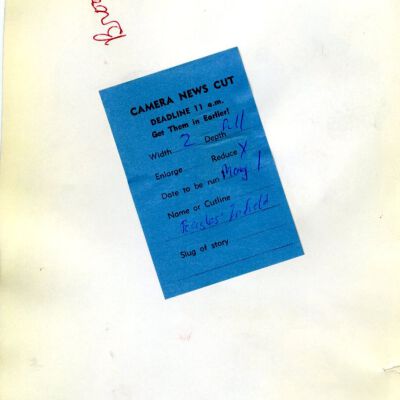 CAMERA NEWS CUT
DEADLINE 11 a.m.
Get Them in Earlier!
Width 2 Depth Full
Enlarge Reduce X
Date to be run May 1
Name or Cutline
Infield
Slug of story